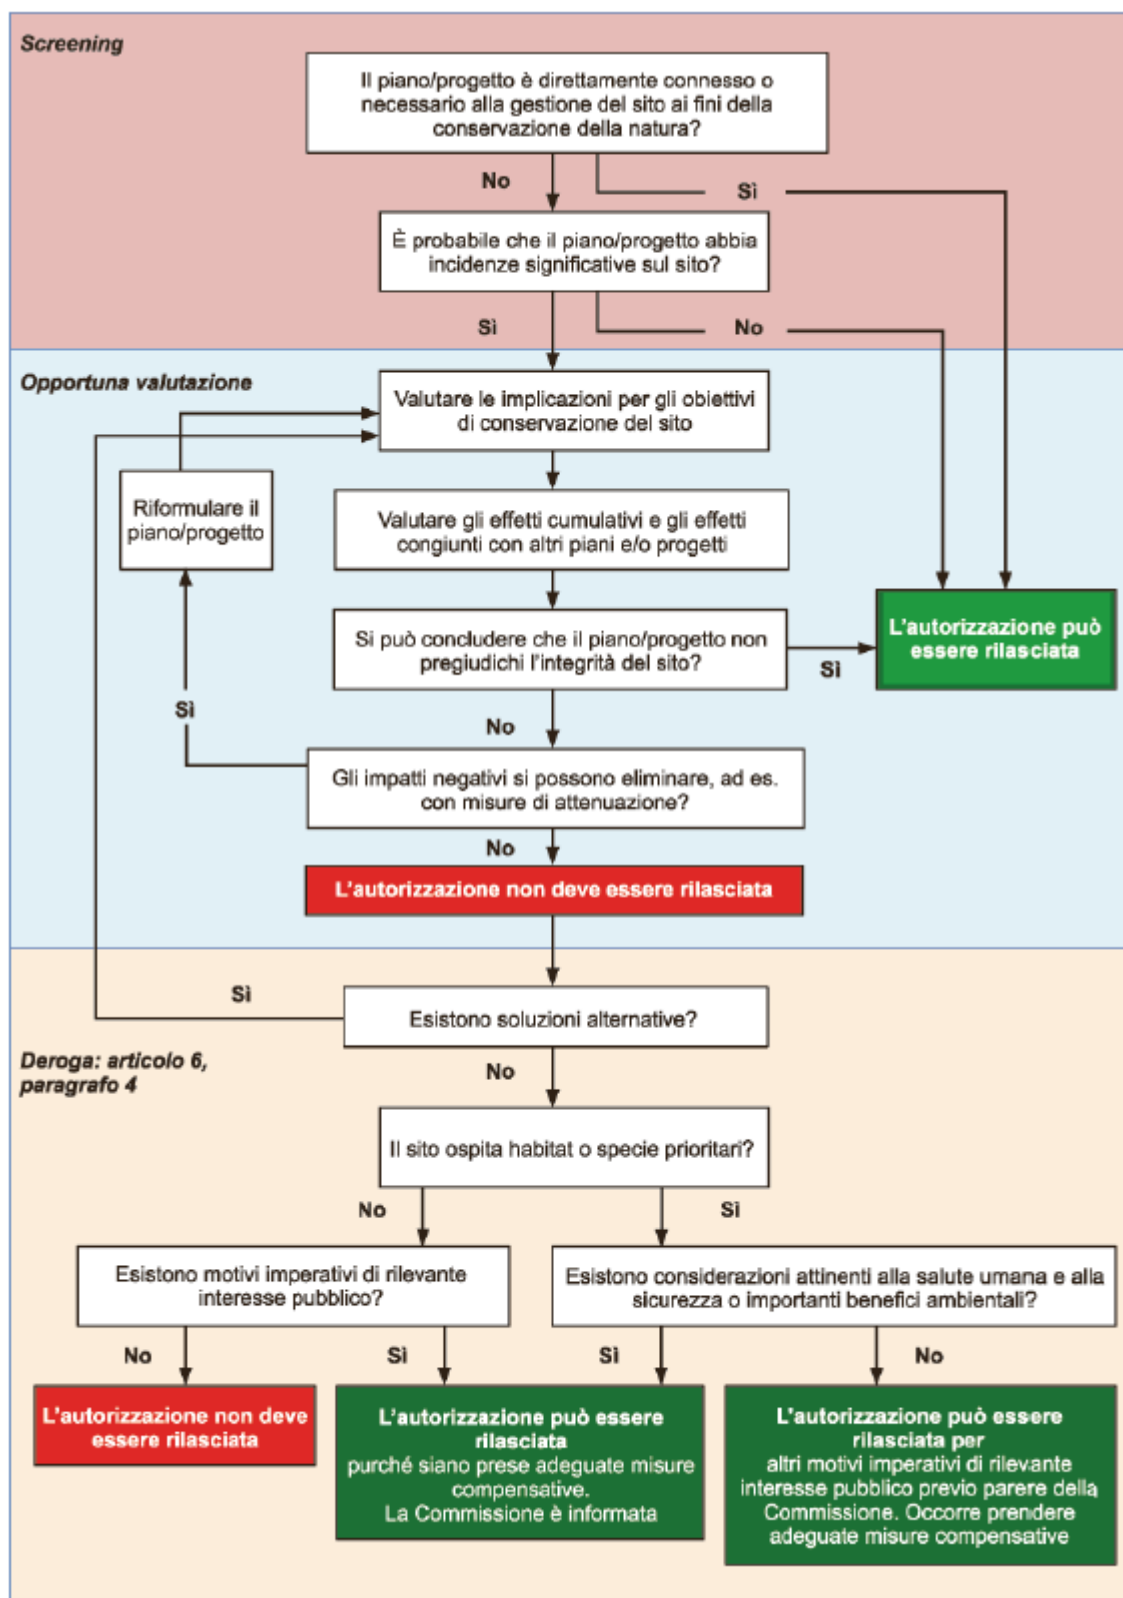 Screening
Il piano/progetto è direttamente connesso o
necessario alla gestione del sito ai fini della
conservazione della natura?
No
Sì
È probabile che il piano/progetto abbia
incidenze significative sul sito?
Sì
No
Opportuna valutazione
Valutare le implicazioni per gli obiettivi
di conservazione del sito
Riformulare il
piano/progetto
Valutare gli effetti cumulativi e gli effetti
congiunti con altri piani e/o progetti
Si può concludere che il piano/progetto non
pregiudichi l'integrità del sito?
Sì
L'autorizzazione può
essere rilasciata
Sì
No
Gli impatti negativi si possono eliminare, ad es.
con misure di attenuazione?
No
L'autorizzazione non deve essere rilasciata
Sì
Esistono soluzioni alternative?
Deroga: articolo 6,
paragrafo 4
No
Il sito ospita habitat o specie prioritari?
No
Sì
Esistono motivi imperativi di rilevante
interesse pubblico?
Esistono considerazioni attinenti alla salute umana e alla
sicurezza o importanti benefici ambientali?
No
Sì
Sì
No
L'autorizzazione non deve
essere rilasciata
L'autorizzazione può essere
rilasciata
purché siano prese adeguate misure
compensative.
La Commissione è informata
L'autorizzazione può essere
rilasciata per
altri motivi imperativi di rilevante
interesse pubblico previo parere della
Commissione. Occorre prendere
adeguate misure compensative